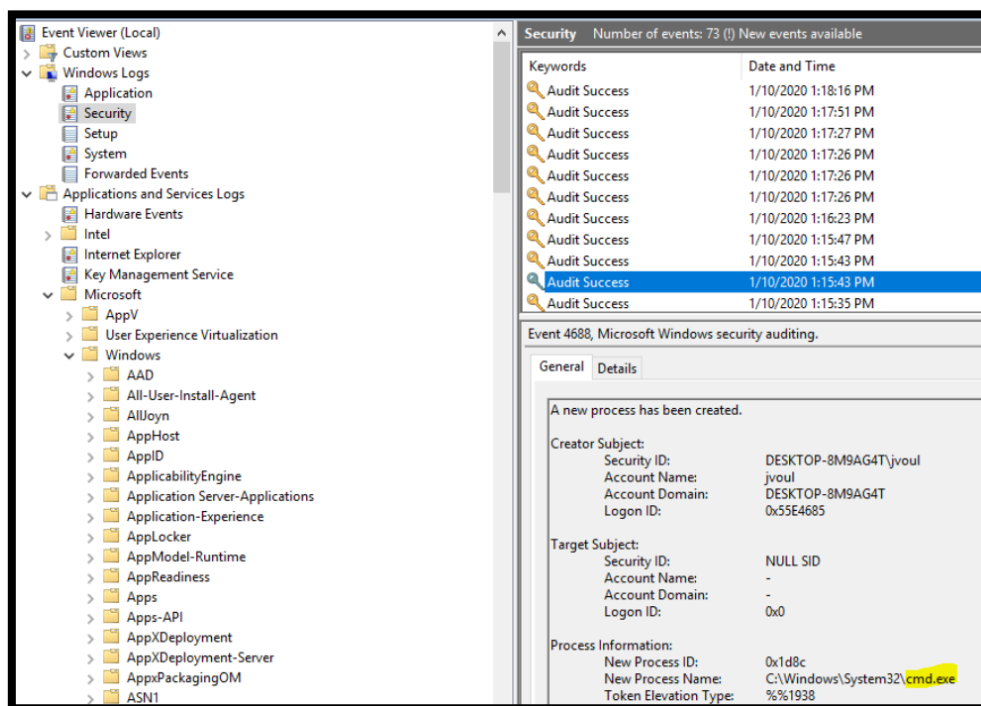 Event Viewer (Local)
Custom Views
Windows Logs
Application
Security
Setup
System
Forwarded Events
Applications and Services Logs
Hardware Events
Intel
Internet Explorer
Key Management Service
Microsoft
AppV
User Experience Virtualization
Windows
AAD
All-User-Install-Agent
AllJoyn
AppHost
AppID
ApplicabilityEngine
Application Server-Applications
Application-Experience
AppLocker
AppModel-Runtime
AppReadiness
Apps
Apps-API
AppXDeployment
AppXDeployment-Server
AppxPackagingOM
ASN1
Security Number of events: 73 (!) New events available
Keywords Date and Time
Audit Success 1/10/2020 1:18:16 PM
Audit Success 1/10/2020 1:17:51 PM
Audit Success 1/10/2020 1:17:27 PM
Audit Success 1/10/2020 1:17:26 PM
Audit Success 1/10/2020 1:17:26 PM
Audit Success 1/10/2020 1:17:26 PM
Audit Success 1/10/2020 1:16:23 PM
Audit Success 1/10/2020 1:15:47 PM
Audit Success 1/10/2020 1:15:43 PM
Audit Success 1/10/2020 1:15:43 PM
Audit Success 1/10/2020 1:15:35 PM
Event 4688, Microsoft Windows security auditing.
General Details
A new process has been created.
Creator Subject:
Security ID: DESKTOP-8M9AG4T\jvoul
Account Name: jvoul
Account Domain: DESKTOP-8M9AG4T
Logon ID: 0x55E4685
Target Subject:
Security ID: NULL SID
Account Name: -
Account Domain: -
Logon ID: 0x0
Process Information:
New Process ID: 0x1d8c
New Process Name: C:\Windows\System32\cmd.exe
Token Elevation Type: %%1938